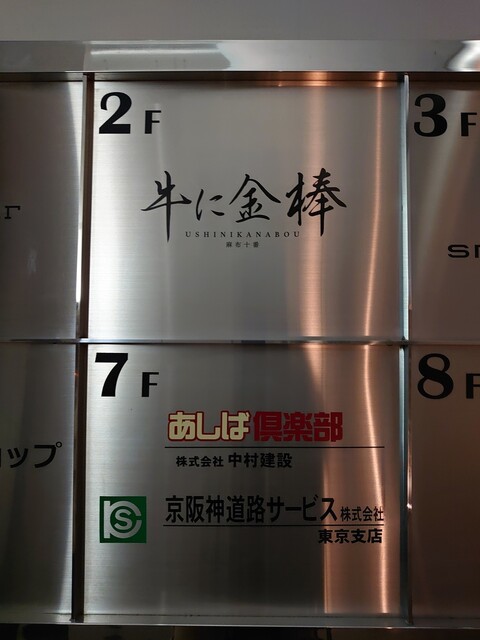 2F
牛に金棒
USHINIKANABOU
麻布十番
3F
7F
あしば倶楽部
株式会社 中村建設
京阪神道路サービス 株式会社
東京支店
8F
ップ